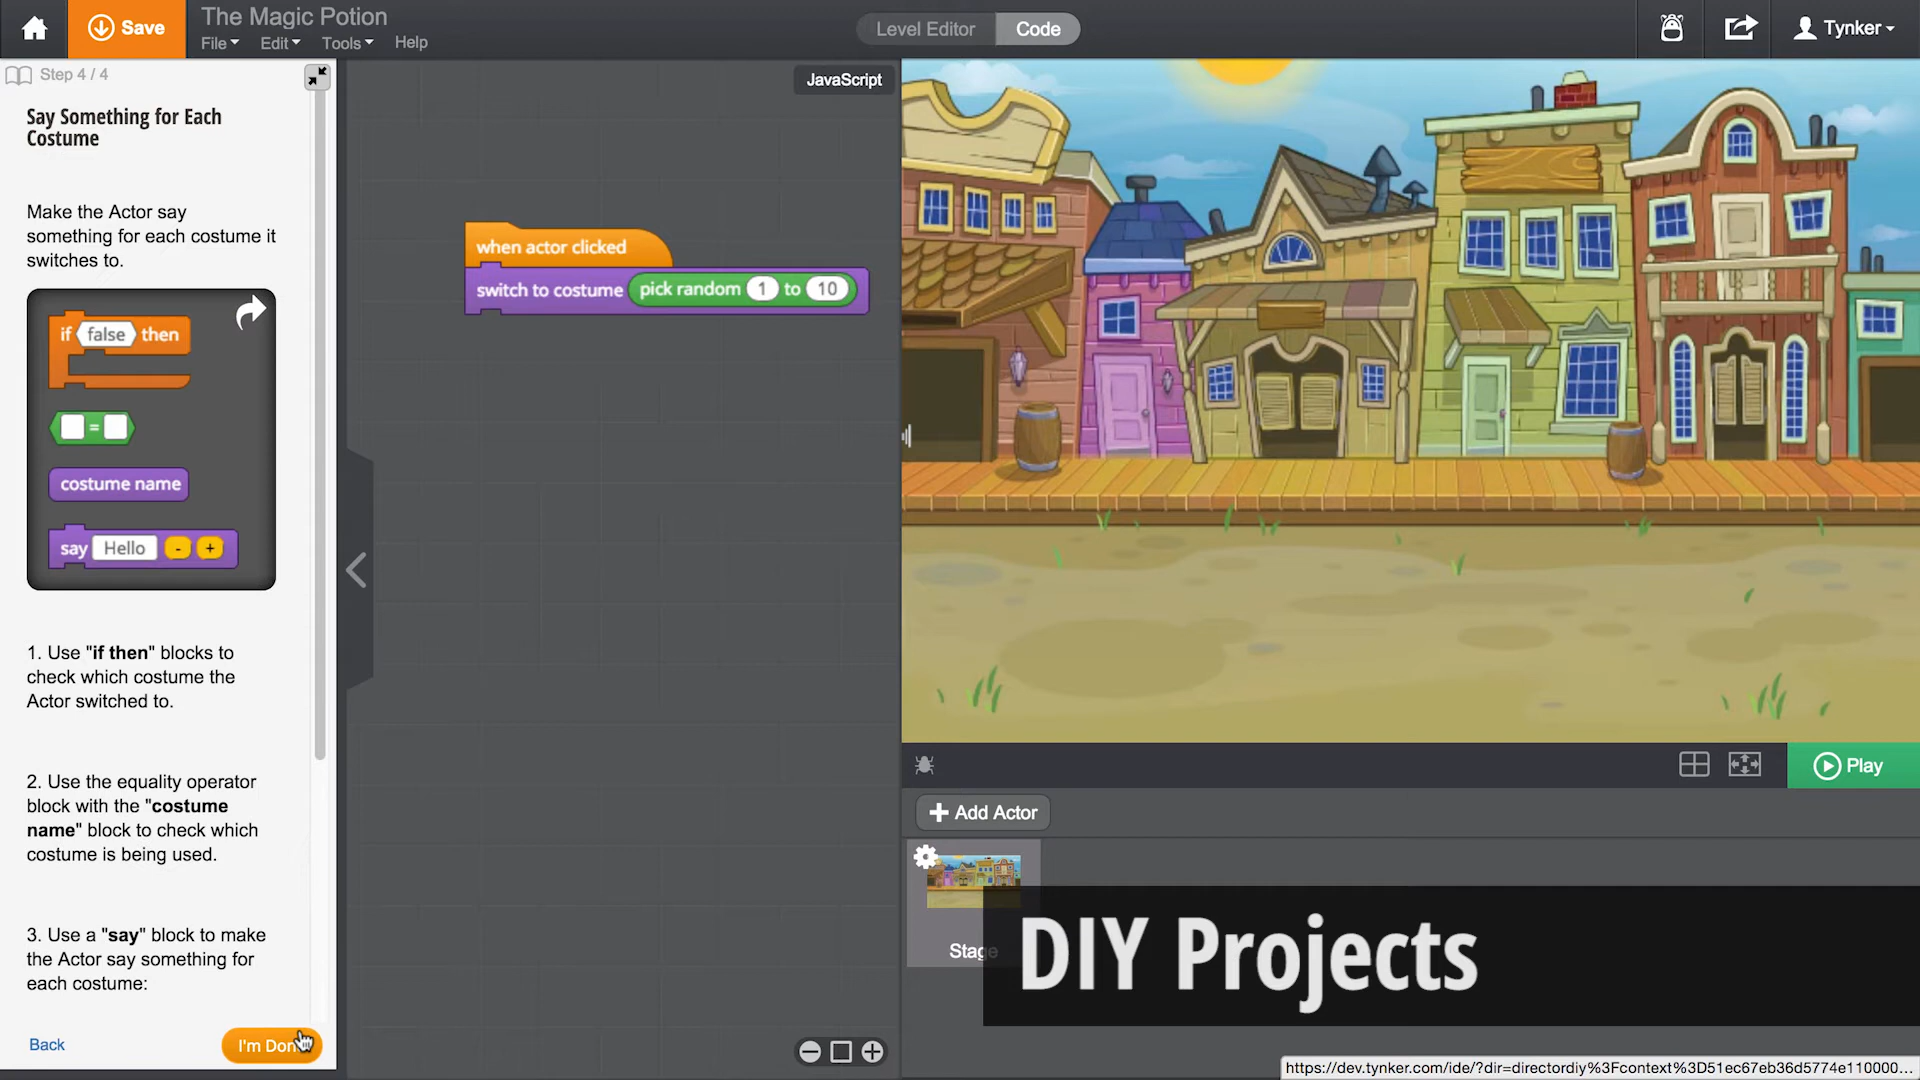 Save
The Magic Potion
File Edit Tools Help
Level Editor Code
Tynker
Step 4 / 4
Say Something for Each
Costume
Make the Actor say
something for each costume it
switches to.
if false then
=
costume name
say Hello - +
1. Use "if then" blocks to
check which costume the
Actor switched to.
2. Use the equality operator
block with the "costume
name" block to check which
costume is being used.
3. Use a "say" block to make
the Actor say something for
each costume:
Back
I'm Don
JavaScript
when actor clicked
switch to costume pick random 1 to 10
Play
+ Add Actor
Stage
DIY Projects
https://dev.tynker.com/ide/?dir=directordiy%3Fcontext%3D51ec67eb36d5774e110000...